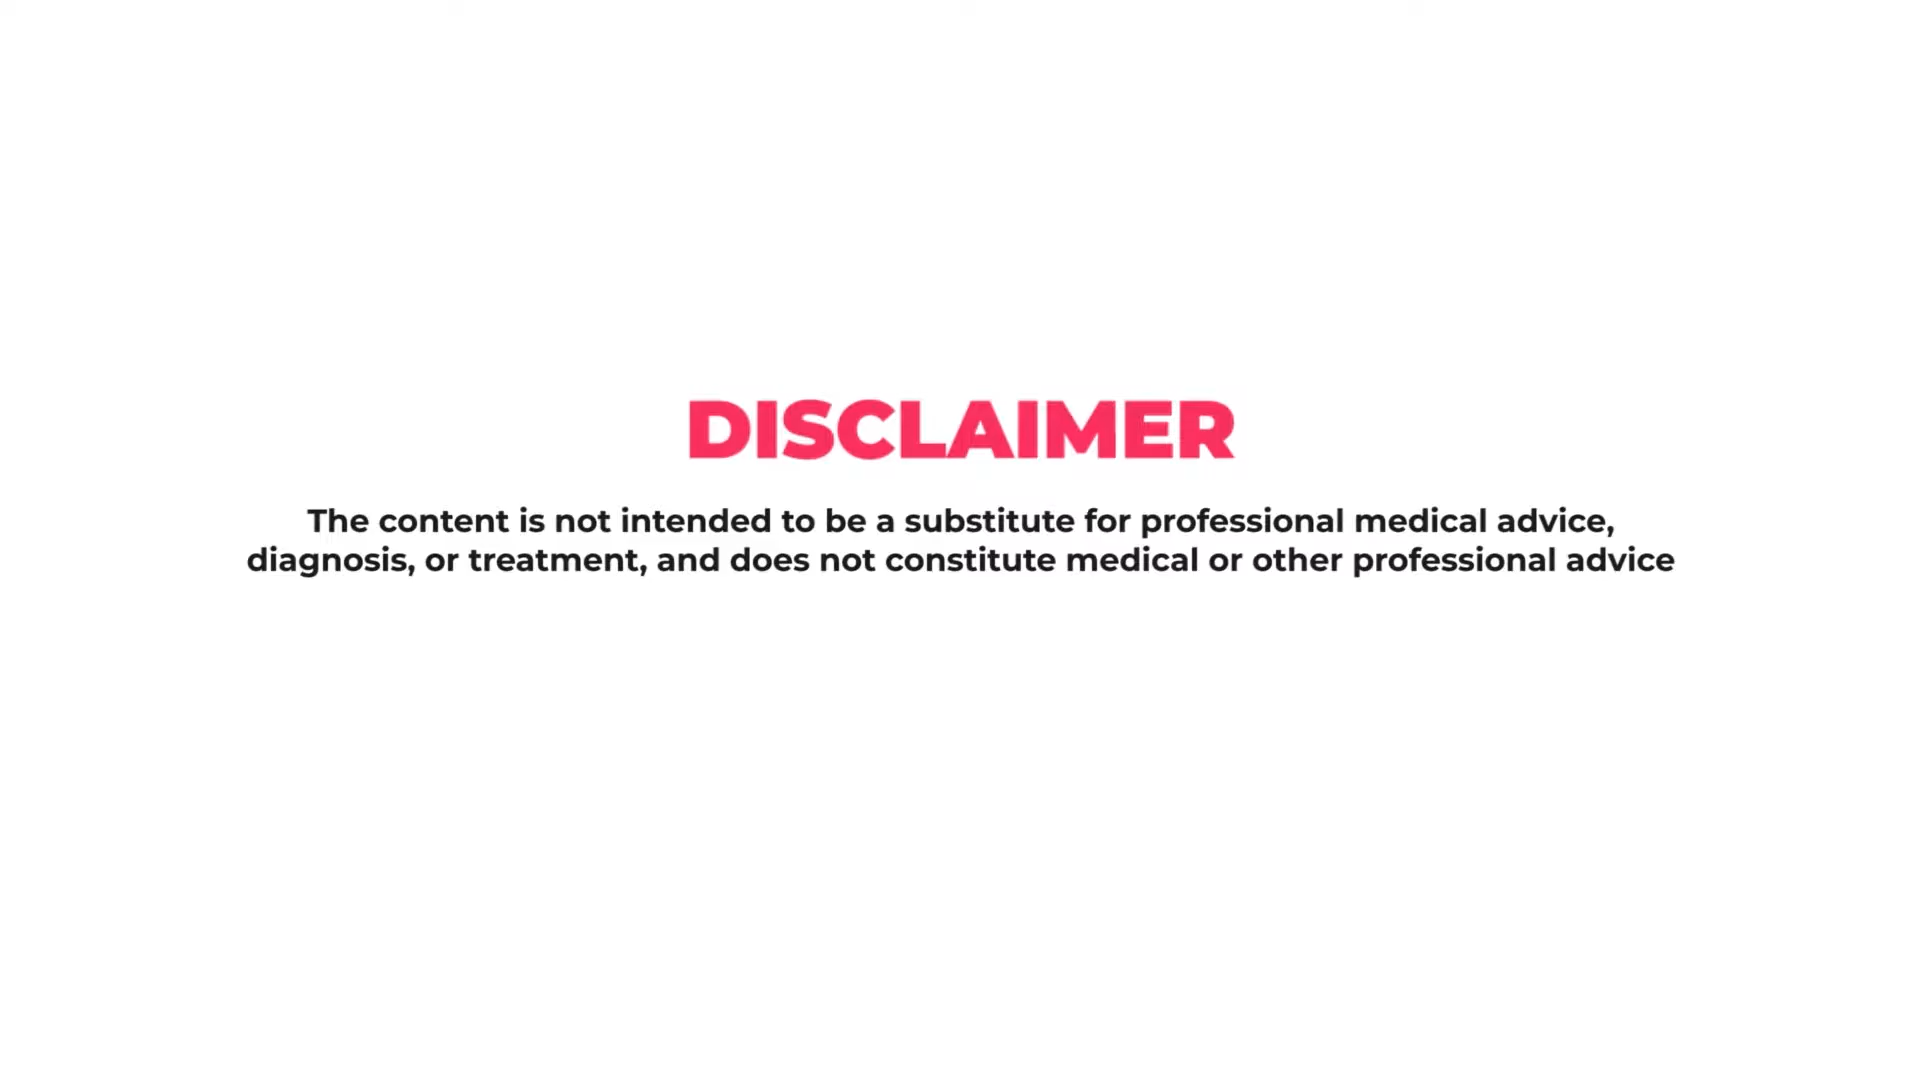 DISCLAIMER
The content is not intended to be a substitute for professional medical advice,
diagnosis, or treatment, and does not constitute medical or other professional advice